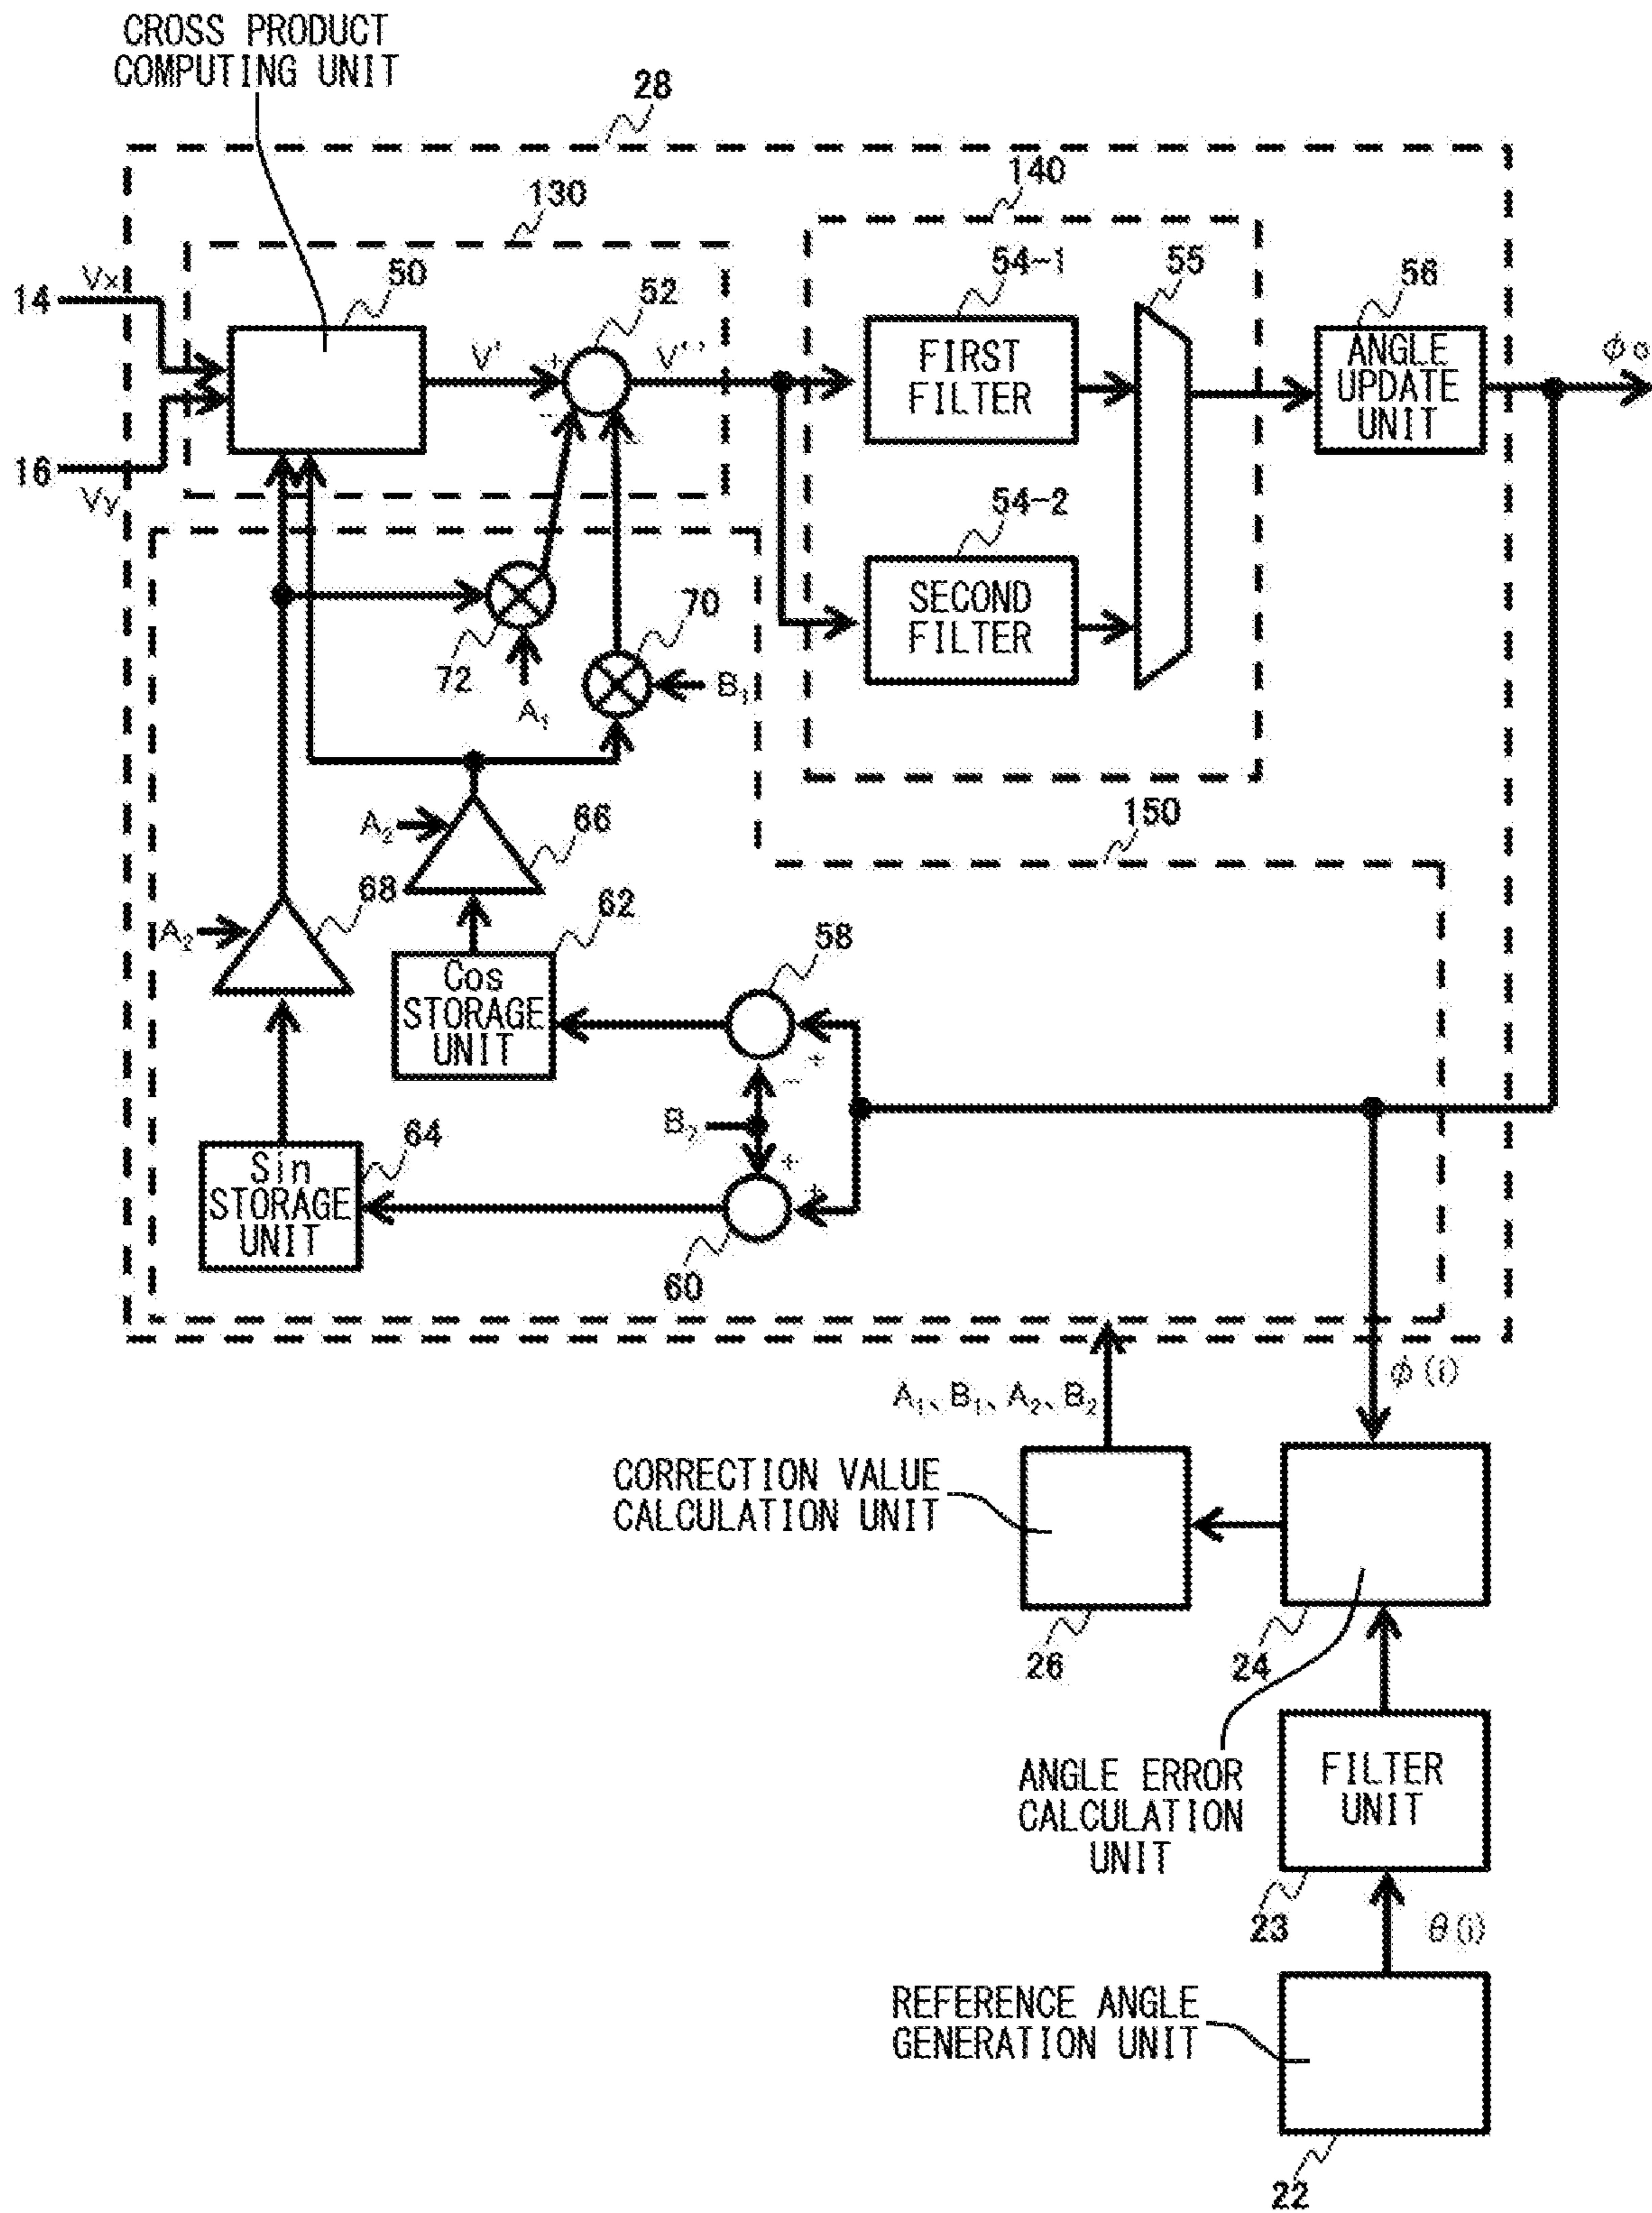 CROSS PRODUCT
COMPUTING UNIT
28
130
140
Vx
14
50
52
54-1
55
56
V'
+
V''
-
FIRST
FILTER
ANGLE
UPDATE
UNIT
φo
16
Vy
54-2
SECOND
FILTER
72
A₁
70
B₁
A₂
66
150
68
A₂
62
58
Cos
STORAGE
UNIT
+
-
B₂
64
+
+
Sin
STORAGE
UNIT
60
φ(i)
A₁、B₁、A₂、B₂
CORRECTION VALUE
CALCULATION UNIT
26
24
ANGLE ERROR
CALCULATION
UNIT
FILTER
UNIT
23
θ(i)
REFERENCE ANGLE
GENERATION UNIT
22